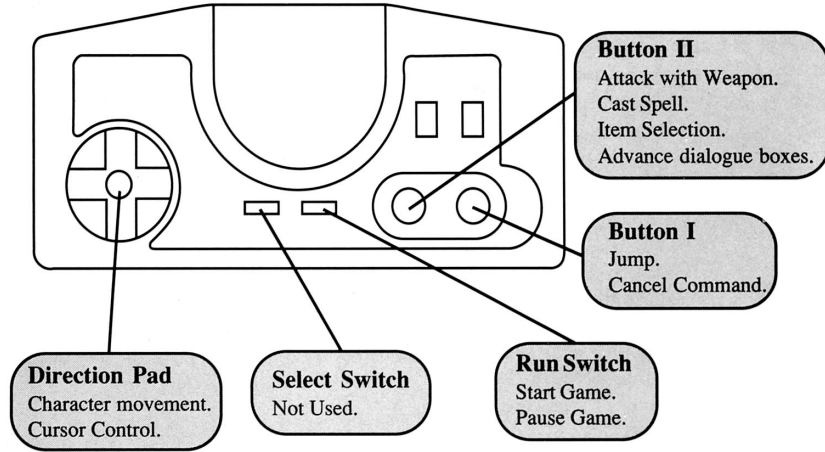 Button II
Attack with Weapon.
Cast Spell.
Item Selection.
Advance dialogue boxes.
Button I
Jump.
Cancel Command.
Direction Pad
Character movement.
Cursor Control.
Select Switch
Not Used.
Run Switch
Start Game.
Pause Game.